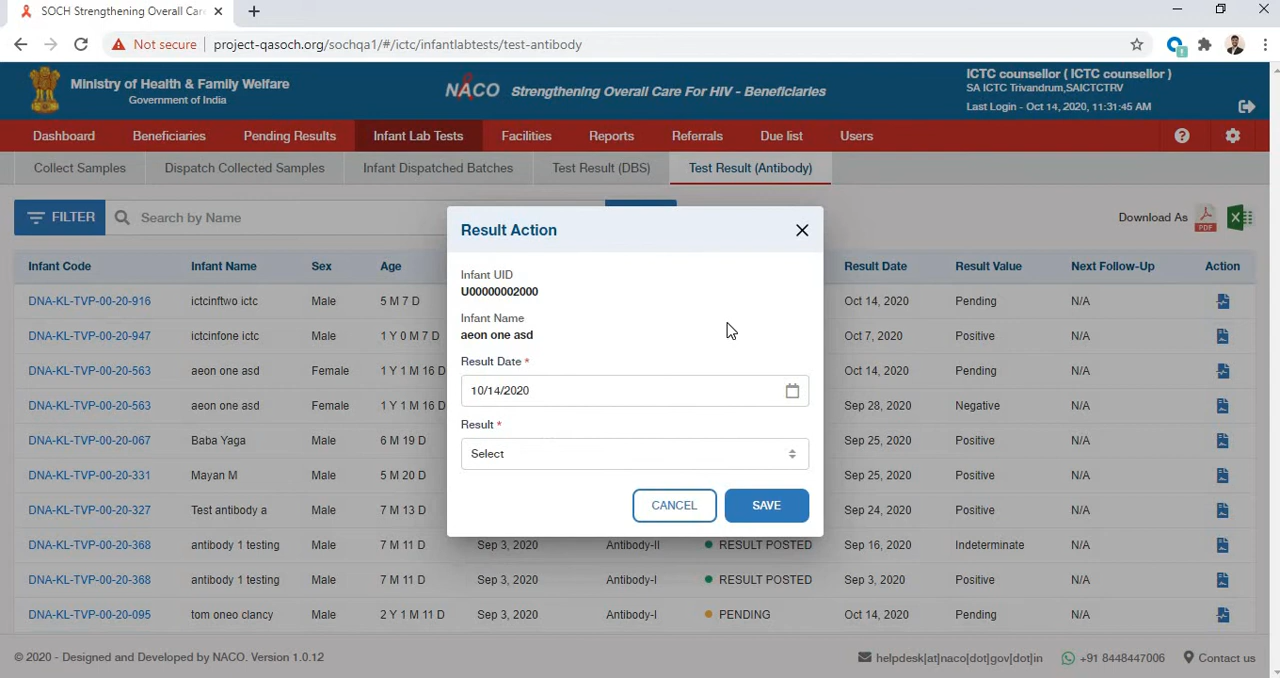 SOCH Strengthening Overall Car
Not secure
project-qasoch.org/sochqa1/#/ictc/infantlabtests/test-antibody
Ministry of Health & Family Welfare
Government of India
NACO
Strengthening Overall Care For HIV - Beneficiaries
ICTC counsellor ( ICTC counsellor )
SA ICTC Trivandrum,SAICTCTRV
Last Login - Oct 14, 2020, 11:31:45 AM
Dashboard Beneficiaries Pending Results Infant Lab Tests Facilities Reports Referrals Due list Users
Collect Samples Dispatch Collected Samples Infant Dispatched Batches Test Result (DBS) Test Result (Antibody)
FILTER Search by Name Download As PDF
Infant Code Infant Name Sex Age Result Date Result Value Next Follow-Up Action
DNA-KL-TVP-00-20-916 ictcinftwo ictc Male 5 M 7 D Oct 14, 2020 Pending N/A
DNA-KL-TVP-00-20-947 ictcinfone ictc Male 1 Y 0 M 7 D Oct 7, 2020 Positive N/A
DNA-KL-TVP-00-20-563 aeon one asd Female 1 Y 1 M 16 D Oct 14, 2020 Pending N/A
DNA-KL-TVP-00-20-563 aeon one asd Female 1 Y 1 M 16 D Sep 28, 2020 Negative N/A
DNA-KL-TVP-00-20-067 Baba Yaga Male 6 M 19 D Sep 25, 2020 Positive N/A
DNA-KL-TVP-00-20-331 Mayan M Male 5 M 20 D Sep 25, 2020 Positive N/A
DNA-KL-TVP-00-20-327 Test antibody a Male 7 M 13 D Sep 24, 2020 Positive N/A
DNA-KL-TVP-00-20-368 antibody 1 testing Male 7 M 11 D Sep 3, 2020 Antibody-II RESULT POSTED Sep 16, 2020 Indeterminate N/A
DNA-KL-TVP-00-20-368 antibody 1 testing Male 7 M 11 D Sep 3, 2020 Antibody-I RESULT POSTED Sep 3, 2020 Positive N/A
DNA-KL-TVP-00-20-095 tom oneo clancy Male 2 Y 1 M 11 D Sep 3, 2020 Antibody-I PENDING Oct 14, 2020 Pending N/A
Result Action
Infant UID
U00000002000
Infant Name
aeon one asd
Result Date *
10/14/2020
Result *
Select
CANCEL SAVE
© 2020 - Designed and Developed by NACO. Version 1.0.12
helpdesk|at|naco|dot|gov|dot|in +91 8448447006 Contact us